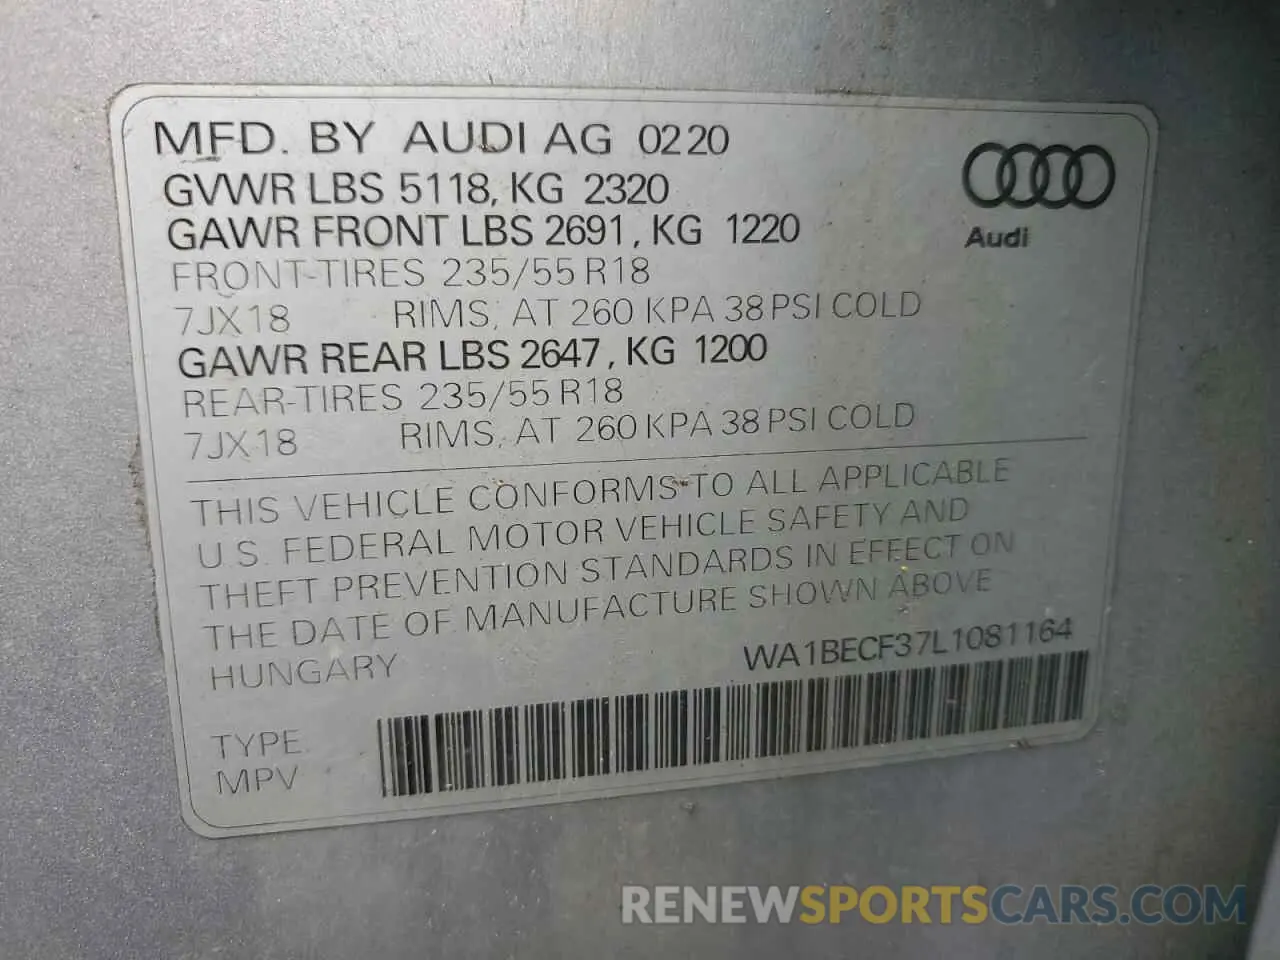 MFD. BY AUDI AG 0220
GVWR LBS 5118, KG 2320
GAWR FRONT LBS 2691, KG 1220
FRONT-TIRES 235/55 R18
7JX18 RIMS, AT 260 KPA 38 PSI COLD
GAWR REAR LBS 2647, KG 1200
REAR-TIRES 235/55 R18
7JX18 RIMS, AT 260 KPA 38 PSI COLD
Audi
THIS VEHICLE CONFORMS TO ALL APPLICABLE
U.S. FEDERAL MOTOR VEHICLE SAFETY AND
THEFT PREVENTION STANDARDS IN EFFECT ON
THE DATE OF MANUFACTURE SHOWN ABOVE
HUNGARY
WA1BECF37L1081164
TYPE
MPV
RENEWSPORTSCARS.COM